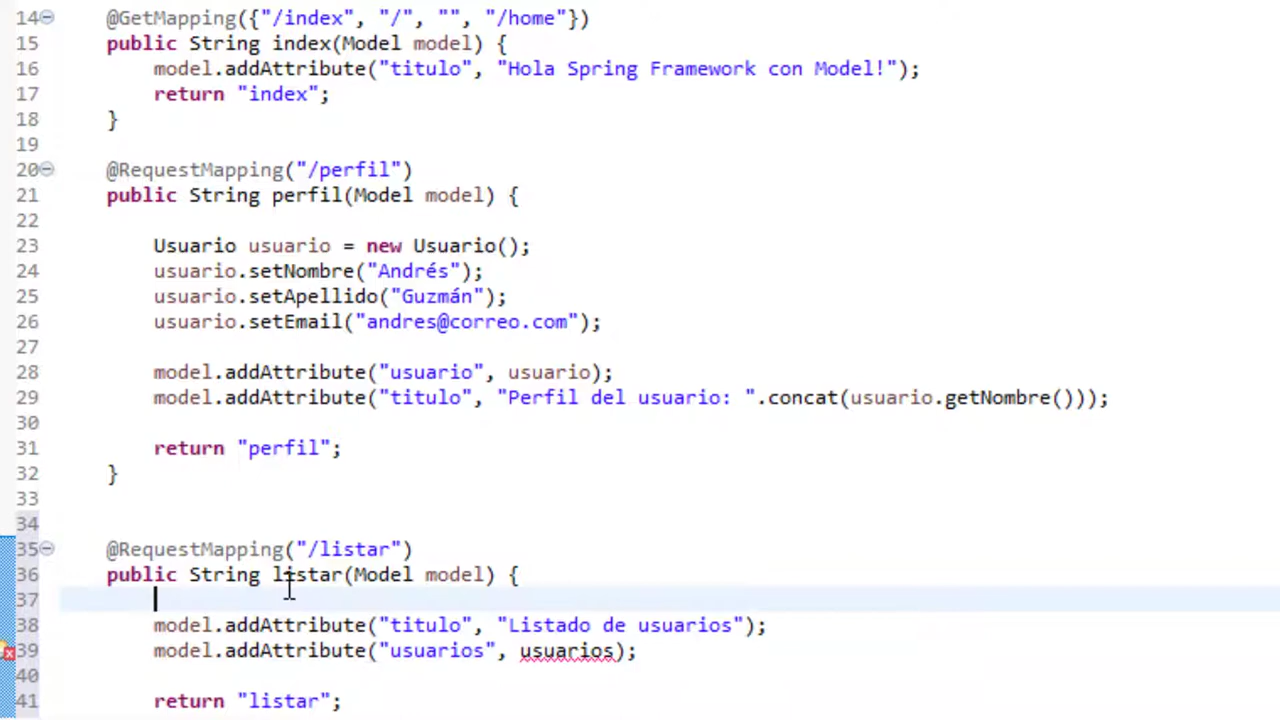 14 @GetMapping({"/index", "/", "", "/home"})
15 public String index(Model model) {
16 model.addAttribute("titulo", "Hola Spring Framework con Model!");
17 return "index";
18 }
19
20 @RequestMapping("/perfil")
21 public String perfil(Model model) {
22
23 Usuario usuario = new Usuario();
24 usuario.setNombre("Andrés");
25 usuario.setApellido("Guzmán");
26 usuario.setEmail("andres@correo.com");
27
28 model.addAttribute("usuario", usuario);
29 model.addAttribute("titulo", "Perfil del usuario: ".concat(usuario.getNombre()));
30
31 return "perfil";
32 }
33
34
35 @RequestMapping("/listar")
36 public String listar(Model model) {
37
38 model.addAttribute("titulo", "Listado de usuarios");
39 model.addAttribute("usuarios", usuarios);
40
41 return "listar";